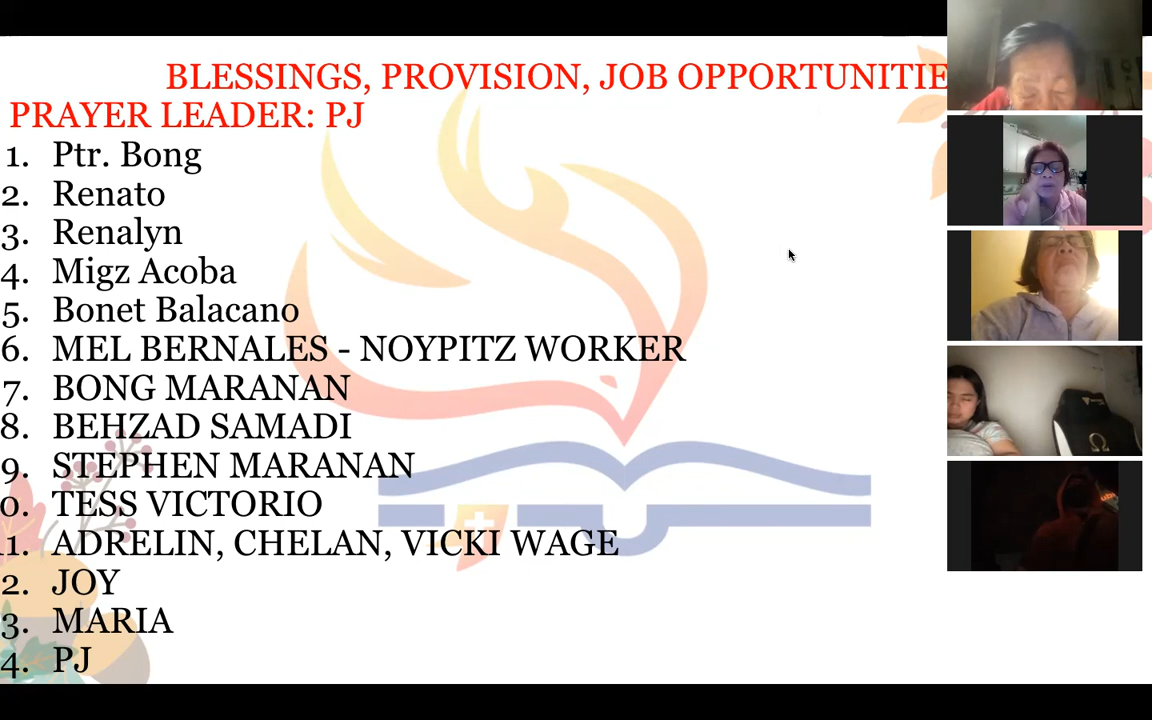 BLESSINGS, PROVISION, JOB OPPORTUNITIE
PRAYER LEADER: PJ
1. Ptr. Bong
2. Renato
3. Renalyn
4. Migz Acoba
5. Bonet Balacano
6. MEL BERNALES - NOYPITZ WORKER
7. BONG MARANAN
8. BEHZAD SAMADI
9. STEPHEN MARANAN
0. TESS VICTORIO
1. ADRELIN, CHELAN, VICKI WAGE
2. JOY
3. MARIA
4. PJ